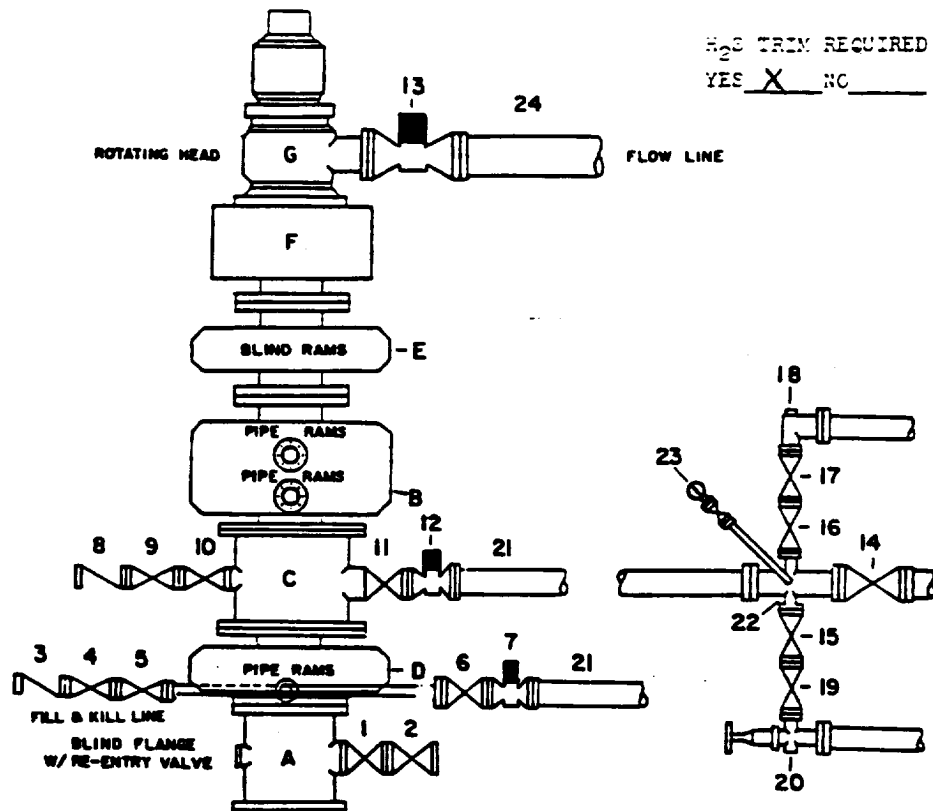 H₂S TRIM REQUIRED
YES X NO
13
24
ROTATING HEAD
G
FLOW LINE
F
BLIND RAMS
E
18
PIPE RAMS
23
17
PIPE RAMS
B
12
16
8
9
10
11
21
14
C
22
15
3
4
5
PIPE RAMS
D
6
7
21
19
FILL & KILL LINE
BLIND FLANGE
W/ RE-ENTRY VALVE
A
1
2
20